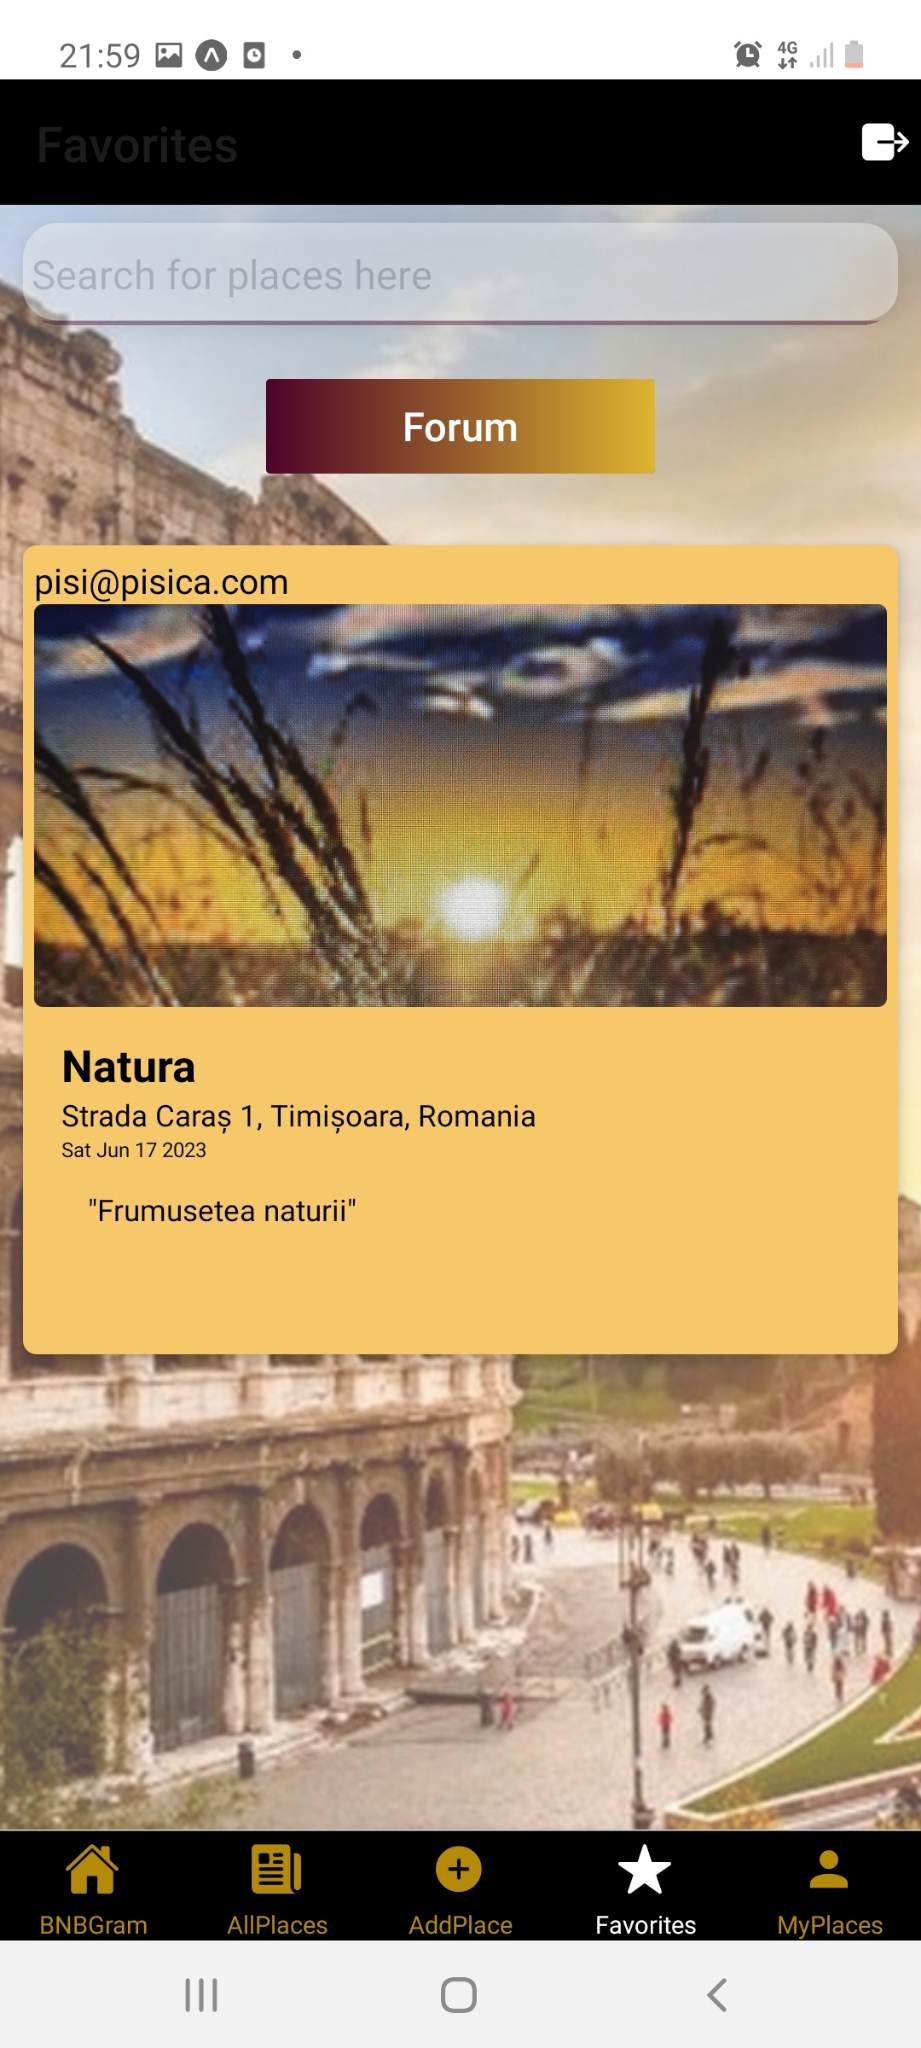 21:59
4G
Favorites
Search for places here
Forum
pisi@pisica.com
Natura
Strada Caraș 1, Timișoara, Romania
Sat Jun 17 2023
"Frumusetea naturii"
BNBGram AllPlaces AddPlace Favorites MyPlaces